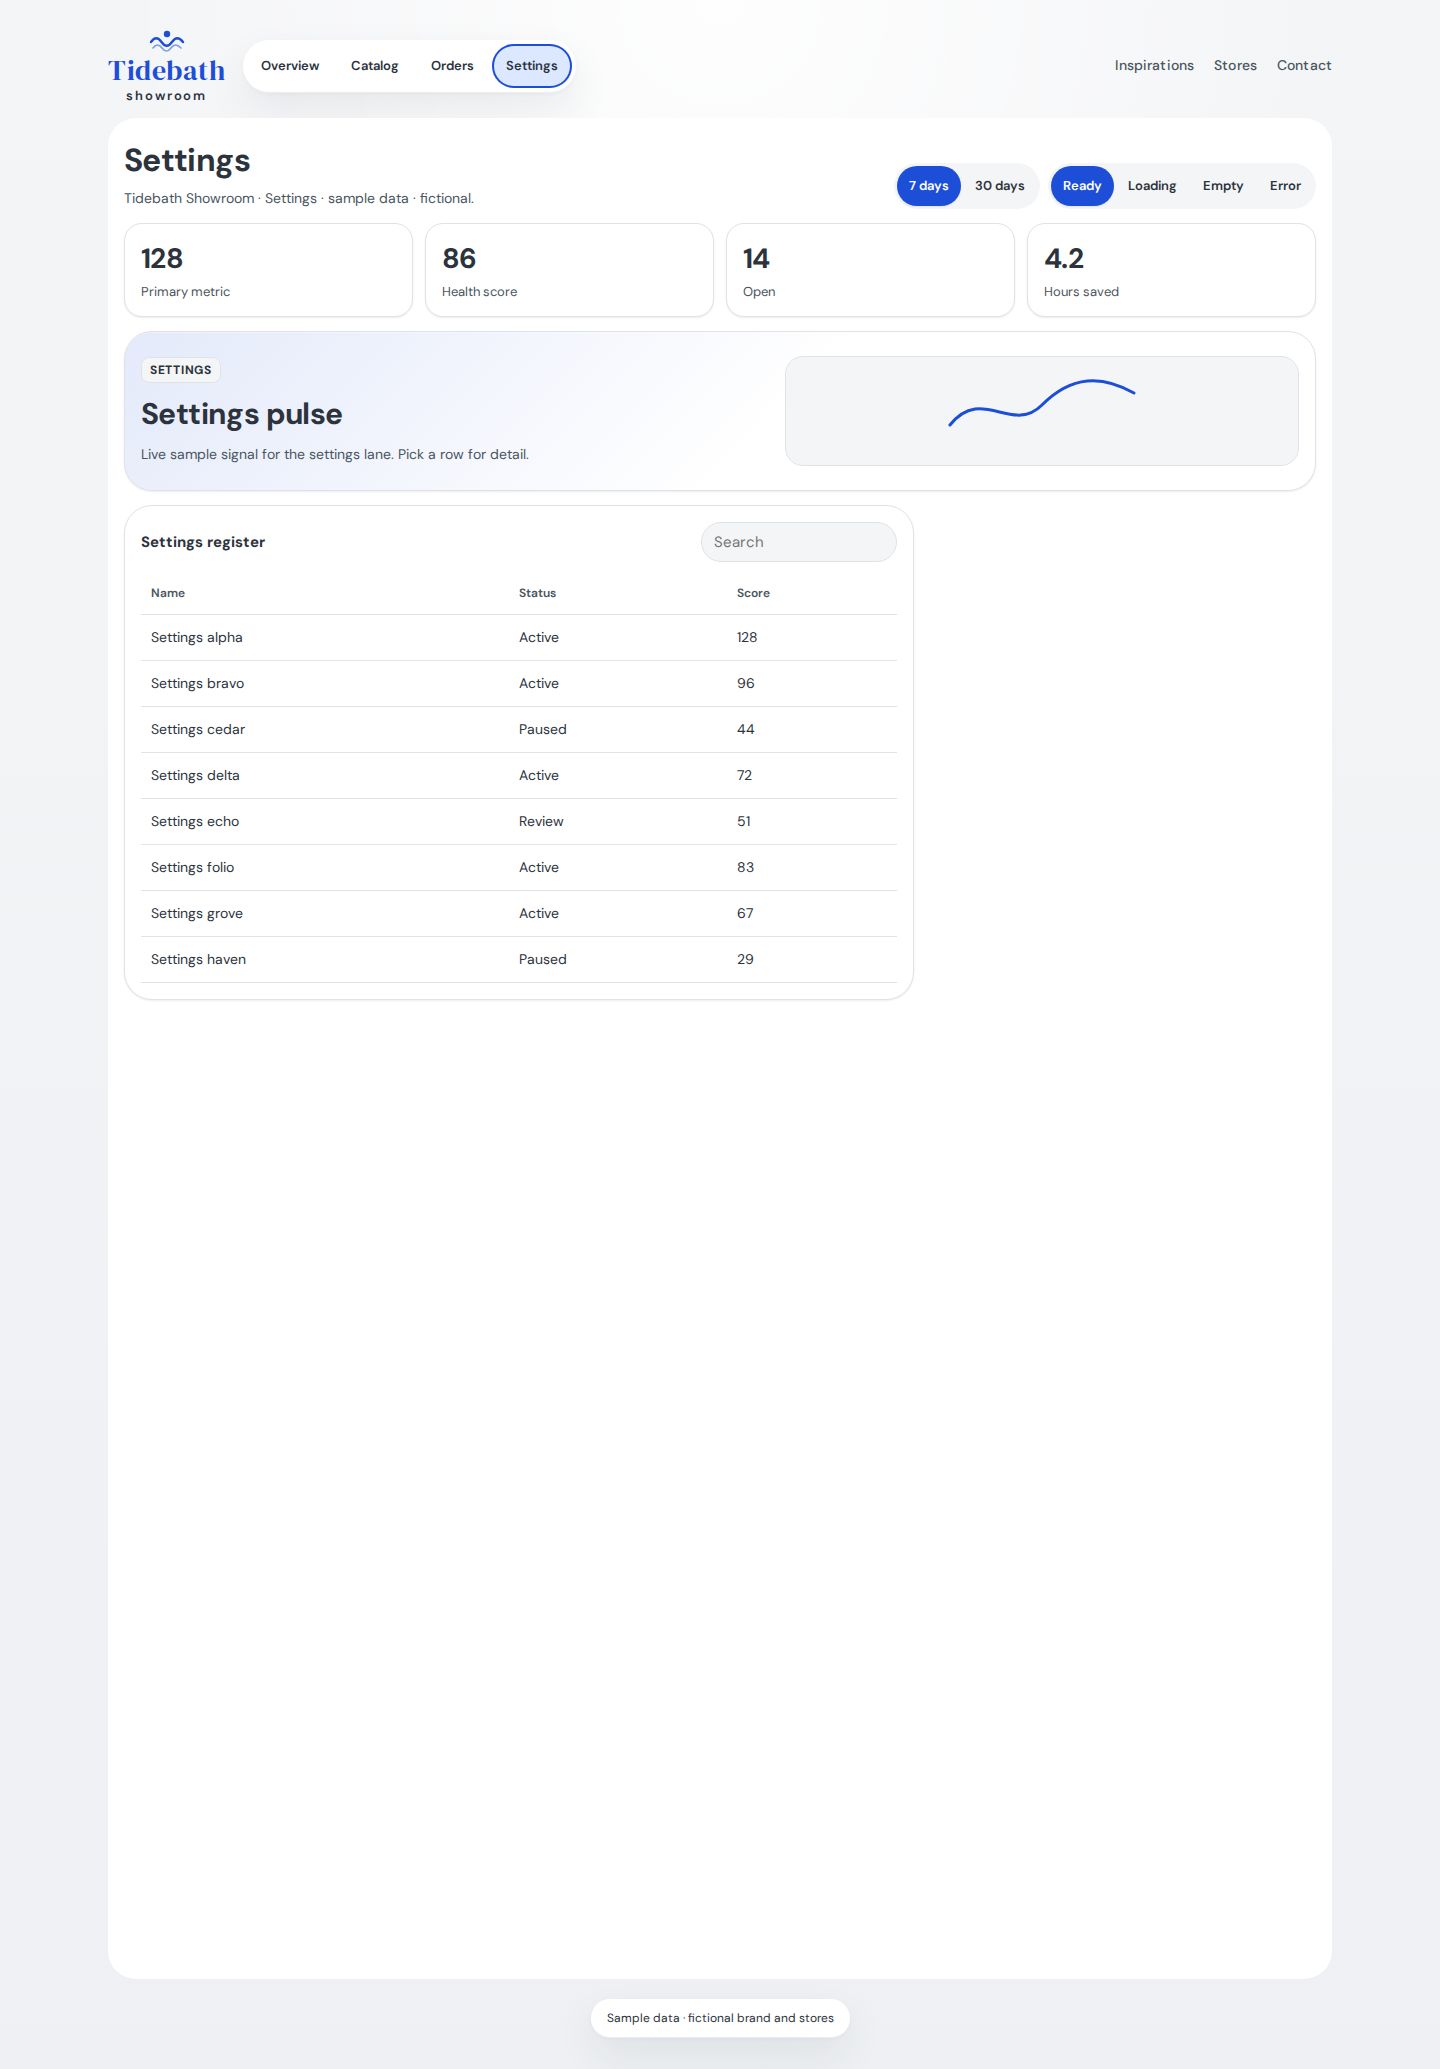 Tidebath
showroom
Overview Catalog Orders Settings
Inspirations Stores Contact
Settings
Tidebath Showroom · Settings · sample data · fictional.
7 days 30 days
Ready Loading Empty Error
128
Primary metric
86
Health score
14
Open
4.2
Hours saved
SETTINGS
Settings pulse
Live sample signal for the settings lane. Pick a row for detail.
Settings register
Search
Name Status Score
Settings alpha Active 128
Settings bravo Active 96
Settings cedar Paused 44
Settings delta Active 72
Settings echo Review 51
Settings folio Active 83
Settings grove Active 67
Settings haven Paused 29
Sample data · fictional brand and stores